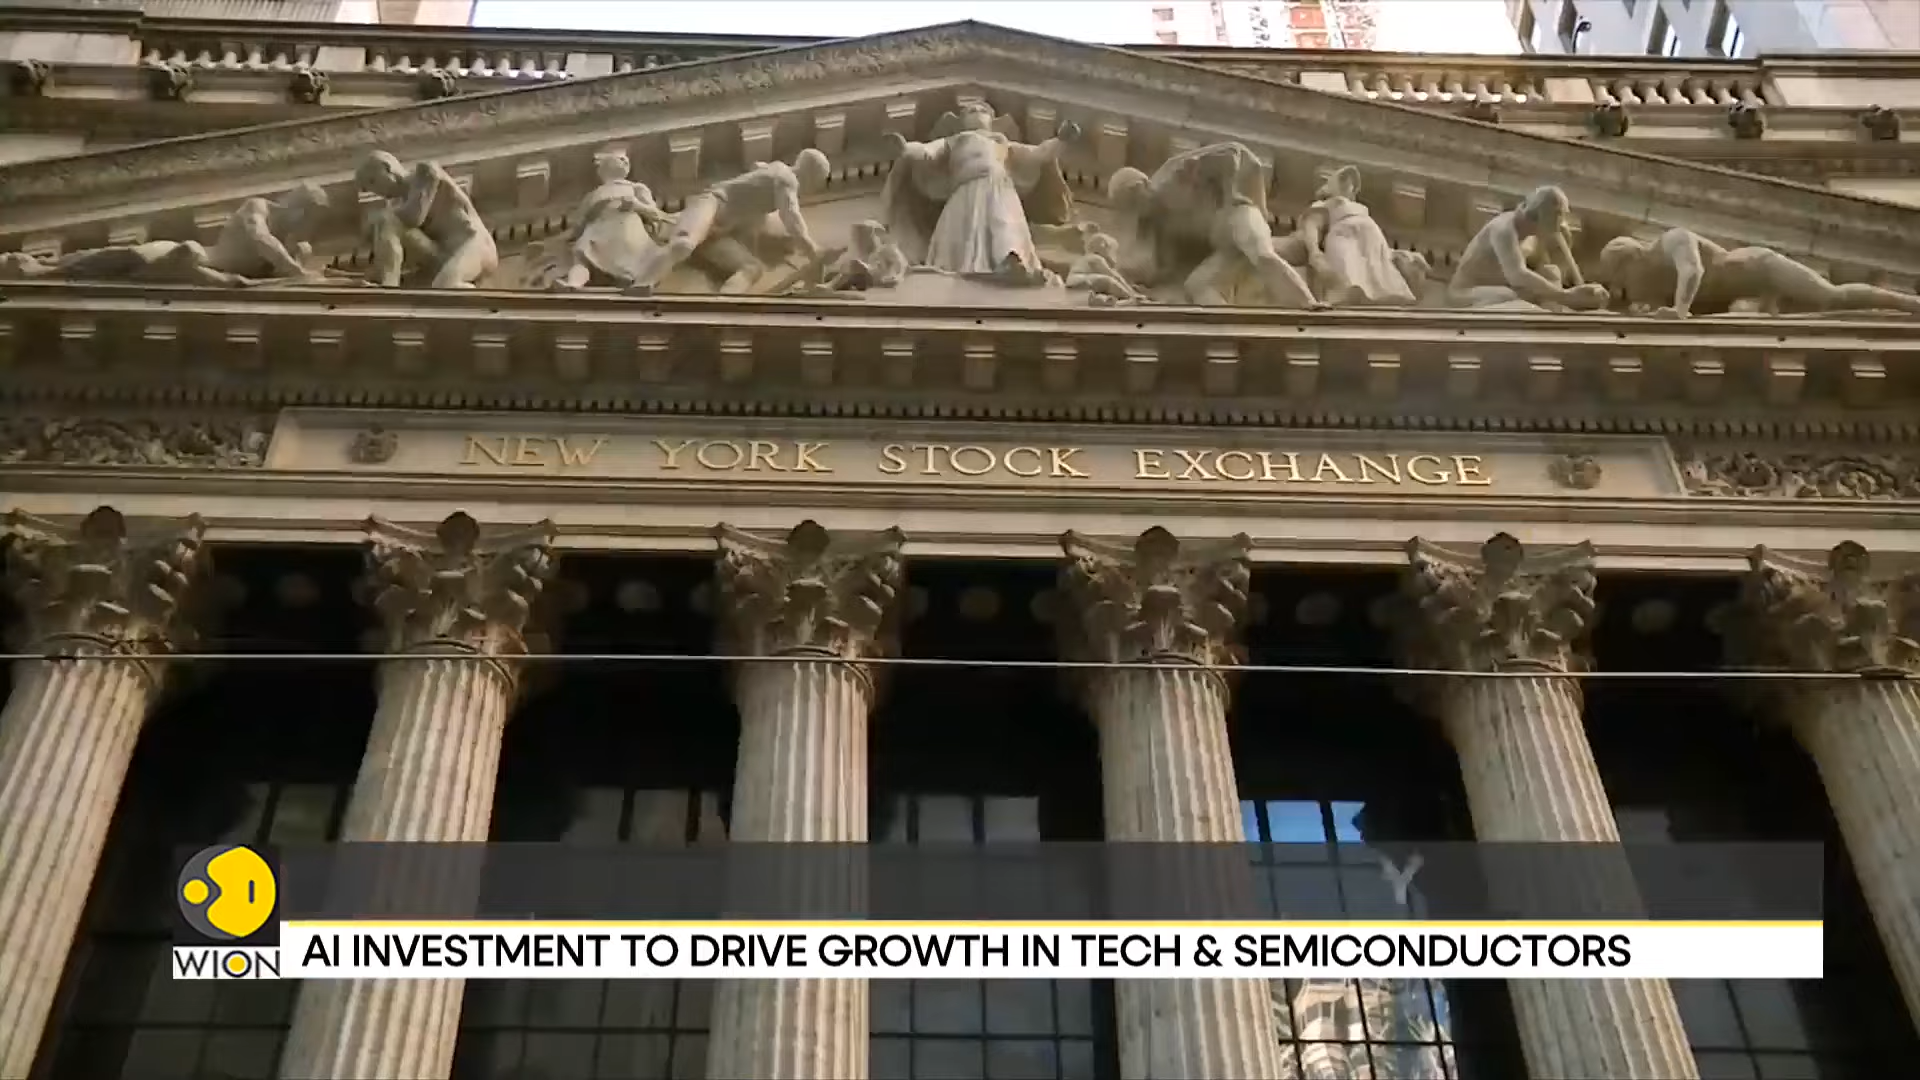 NEW YORK STOCK EXCHANGE
Y
WION
AI INVESTMENT TO DRIVE GROWTH IN TECH & SEMICONDUCTORS